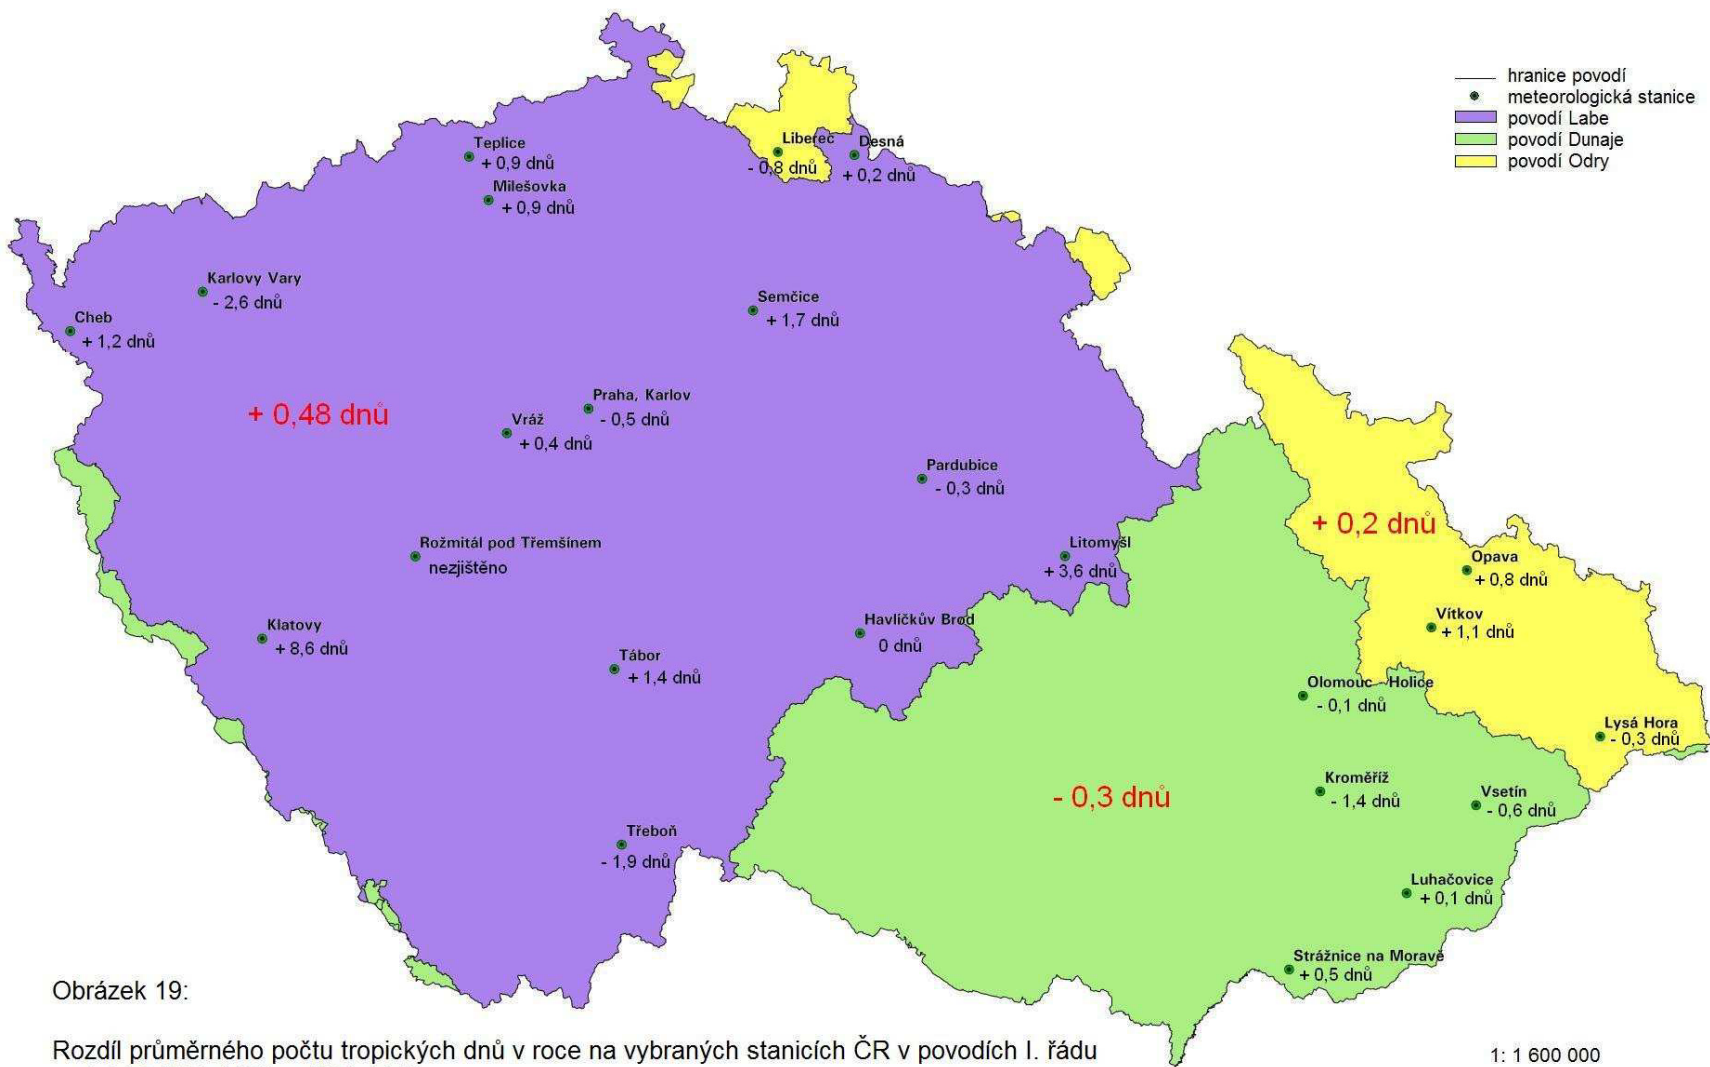 hranice povodí
meteorologická stanice
povodí Labe
povodí Dunaje
povodí Odry
Teplice
+ 0,9 dnů
Milešovka
+ 0,9 dnů
Liberec
- 0,8 dnů
Desná
+ 0,2 dnů
Karlovy Vary
- 2,6 dnů
Cheb
+ 1,2 dnů
Semčice
+ 1,7 dnů
+ 0,48 dnů
Praha, Karlov
- 0,5 dnů
Vráž
+ 0,4 dnů
Pardubice
- 0,3 dnů
Rožmitál pod Třemšínem
nezjištěno
Litomyšl
+ 3,6 dnů
+ 0,2 dnů
Opava
+ 0,8 dnů
Vítkov
+ 1,1 dnů
Klatovy
+ 8,6 dnů
Havlíčkův Brod
0 dnů
Tábor
+ 1,4 dnů
Olomouc - Holice
- 0,1 dnů
Lysá Hora
- 0,3 dnů
- 0,3 dnů
Kroměříž
- 1,4 dnů
Vsetín
- 0,6 dnů
Třeboň
- 1,9 dnů
Luhačovice
+ 0,1 dnů
Strážnice na Moravě
+ 0,5 dnů
Obrázek 19:
Rozdíl průměrného počtu tropických dnů v roce na vybraných stanicích ČR v povodích I. řádu
1: 1 600 000